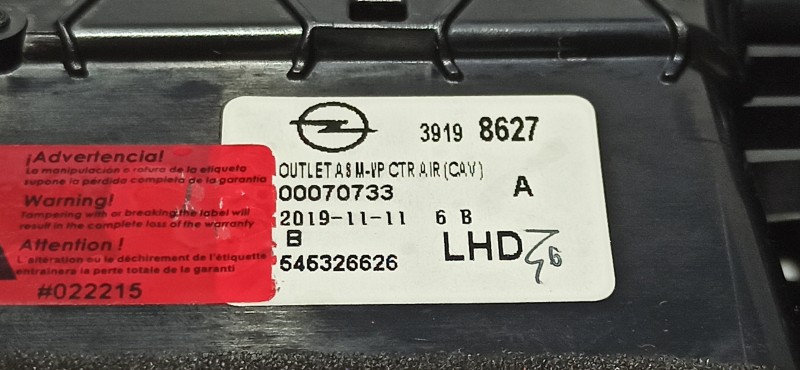 3919 8627
OUTLET AS M-I/P CTR AIR (CAV)
00070733 A
2019-11-11 6 B
B
LHD
546326626
¡Advertencia!
La manipulación o rotura de la etiqueta
supone la pérdida completa de la garantía
Warning!
Tampering with or breaking the label will
result in the complete loss of the warranty
Attention !
L'altération ou le déchirement de l'étiquette
entraînera la perte totale de la garanti
#022215